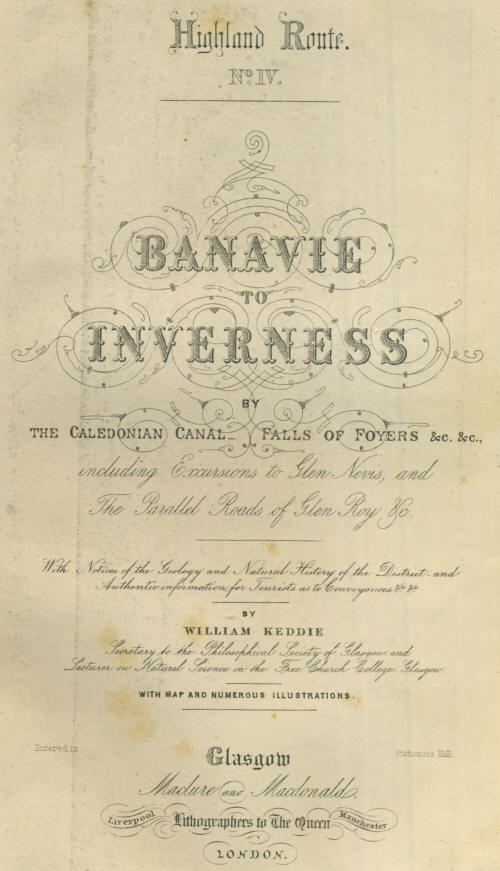 Highland Route.
No. IV.
BANAVIE
TO
INVERNESS
BY
THE CALEDONIAN CANAL_ FALLS OF FOYERS &c. &c.,
including Excursions to Glen Nevis, and
The Parallel Roads of Glen Roy &c.
With Notices of the Geology and Natural History of the District. and
Authentic information for Tourists as to Conveyances &c &c
BY
WILLIAM KEDDIE
Secretary to the Philosophical Society of Glasgow; and
Lecturer on Natural Science in the Free Church College Glasgow.
WITH MAP AND NUMEROUS ILLUSTRATIONS.
Entered in Stationers Hall.
Glasgow
Maclure and Macdonald.
Liverpool Lithographers to The Queen Manchester
LONDON.